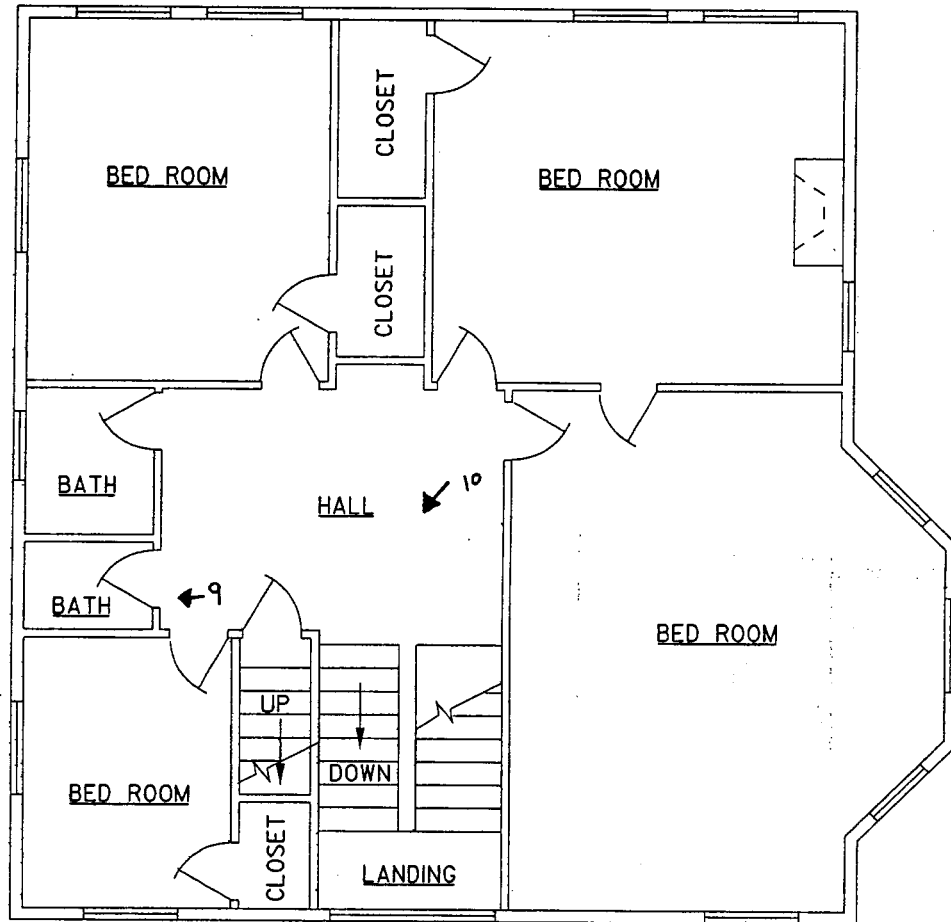 CLOSET
BED ROOM
BED ROOM
CLOSET
BATH
HALL
10
BATH
9
BED ROOM
UP
DOWN
BED ROOM
CLOSET
LANDING